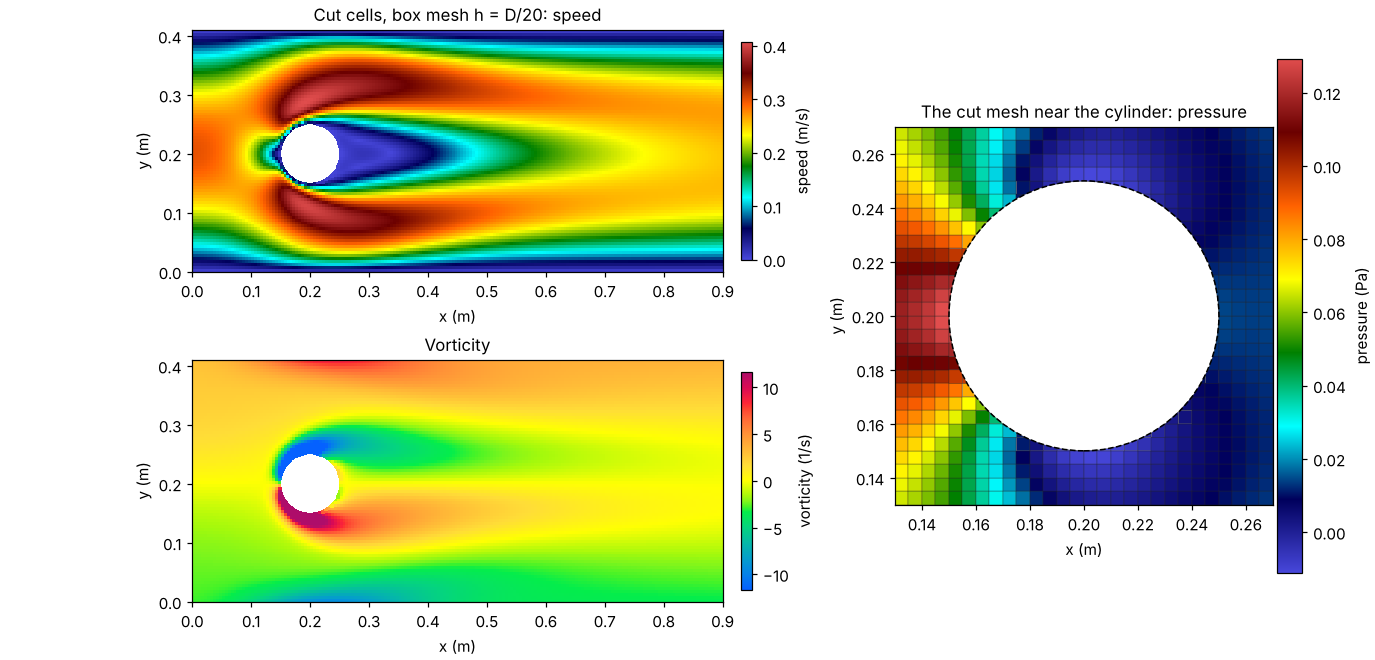 Cut cells, box mesh h = D/20: speed
0.4
0.3
0.2
0.1
0.0
y (m)
0.0 0.1 0.2 0.3 0.4 0.5 0.6 0.7 0.8 0.9
x (m)
0.4
0.3
0.2
0.1
0.0
speed (m/s)
Vorticity
0.4
0.3
0.2
0.1
0.0
y (m)
0.0 0.1 0.2 0.3 0.4 0.5 0.6 0.7 0.8 0.9
x (m)
10
5
0
−5
−10
vorticity (1/s)
The cut mesh near the cylinder: pressure
0.26
0.24
0.22
0.20
0.18
0.16
0.14
y (m)
0.14 0.16 0.18 0.20 0.22 0.24 0.26
x (m)
0.12
0.10
0.08
0.06
0.04
0.02
0.00
pressure (Pa)